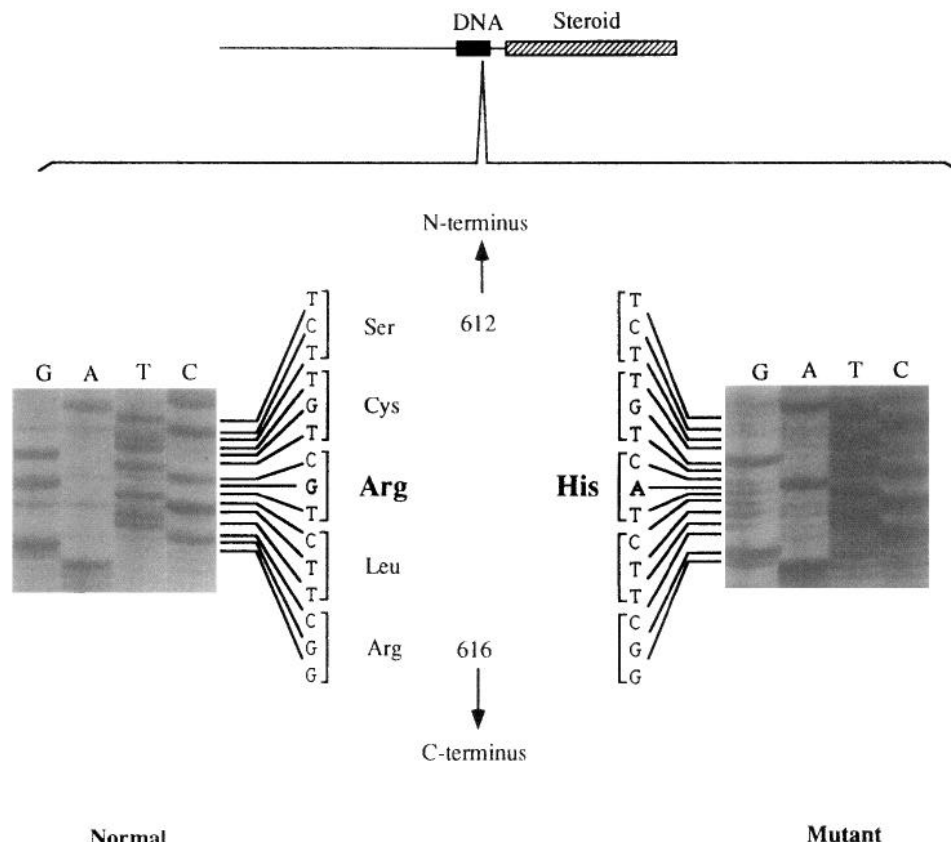 DNA Steroid
N-terminus
T T
C Ser 612 C
T T
G A T C G A T C
T T
G Cys G
T T
C C
G Arg His A
T T
C C
T Leu T
T T
C C
G Arg 616 G
G G
C-terminus
Normal Mutant